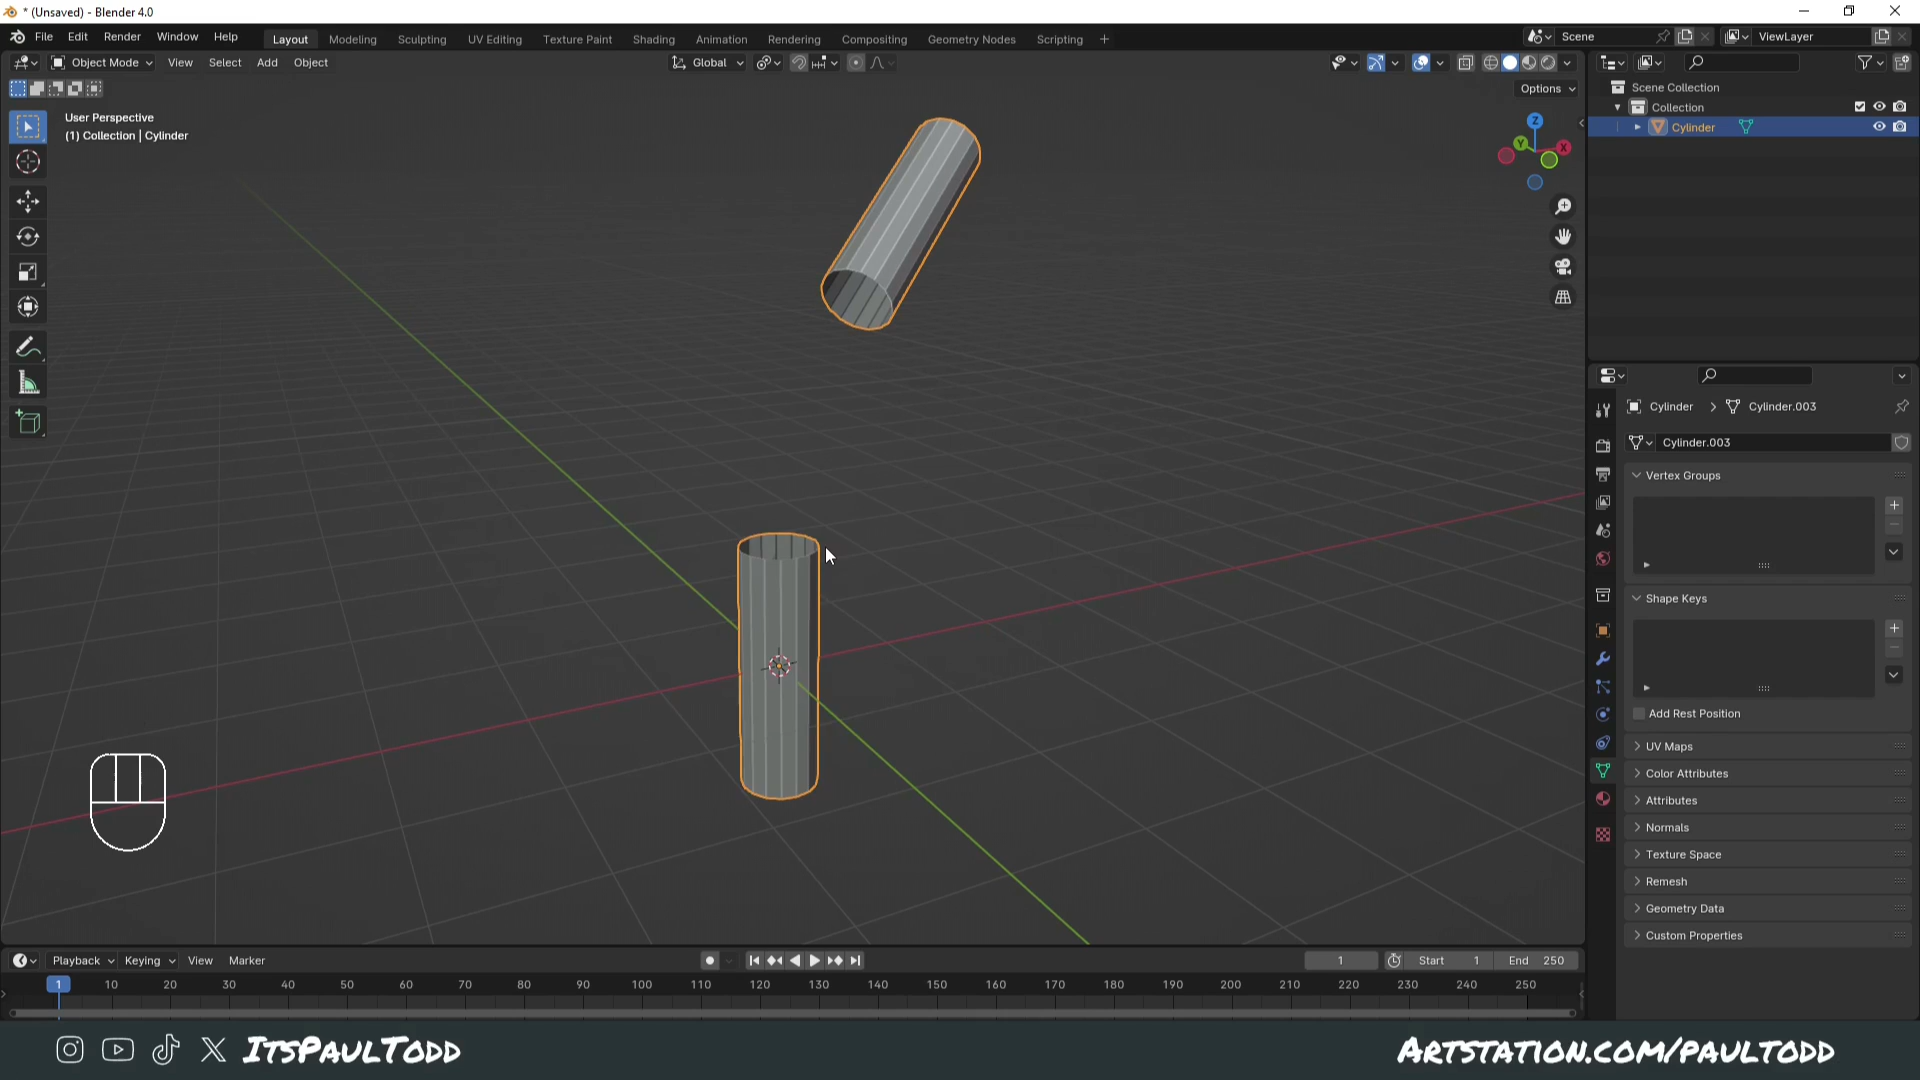 * (Unsaved) - Blender 4.0
File Edit Render Window Help Layout Modeling Sculpting UV Editing Texture Paint Shading Animation Rendering Compositing Geometry Nodes Scripting + Scene ViewLayer
Object Mode View Select Add Object Global
Options
User Perspective
(1) Collection | Cylinder
Z
Y
X
Scene Collection
Collection
Cylinder
Cylinder > Cylinder.003
Cylinder.003
Vertex Groups
Shape Keys
Add Rest Position
UV Maps
Color Attributes
Attributes
Normals
Texture Space
Remesh
Geometry Data
Custom Properties
Playback Keying View Marker 1 Start 1 End 250
1 10 20 30 40 50 60 70 80 90 100 110 120 130 140 150 160 170 180 190 200 210 220 230 240 250
ItsPaulTodd
Artstation.com/paultodd